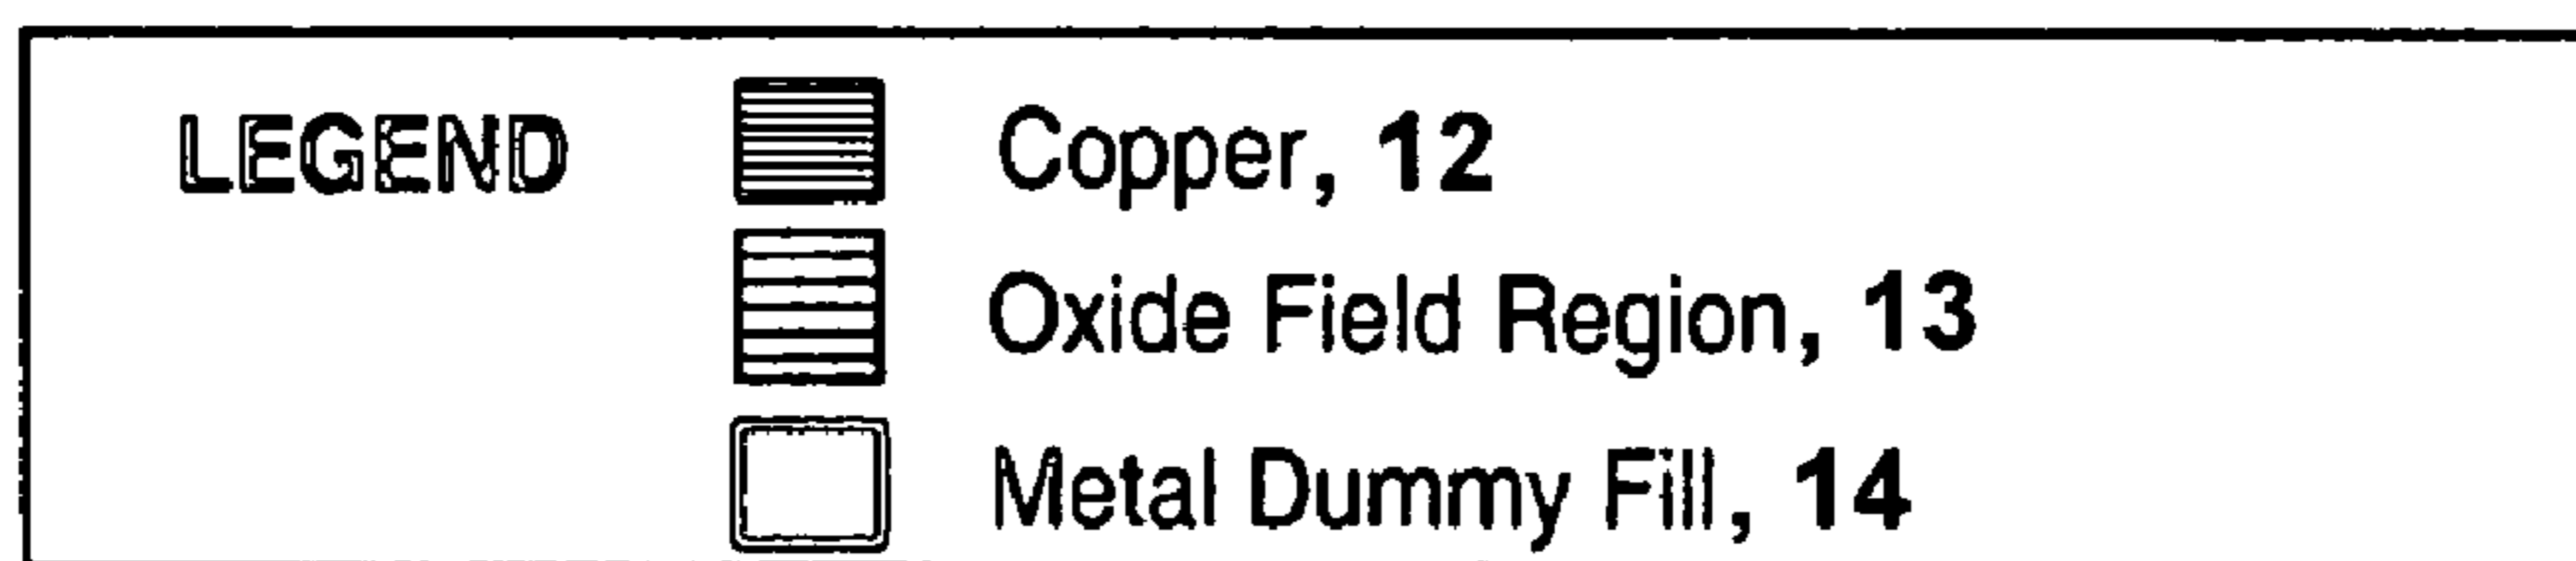 LEGEND Copper, 12
Oxide Field Region, 13
Metal Dummy Fill, 14